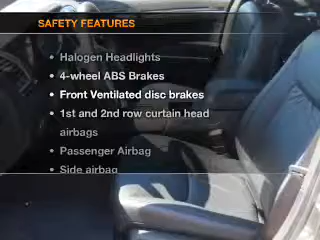 SAFETY FEATURES
• Halogen Headlights
• 4-wheel ABS Brakes
• Front Ventilated disc brakes
• 1st and 2nd row curtain head
airbags
• Passenger Airbag
• Side airbag